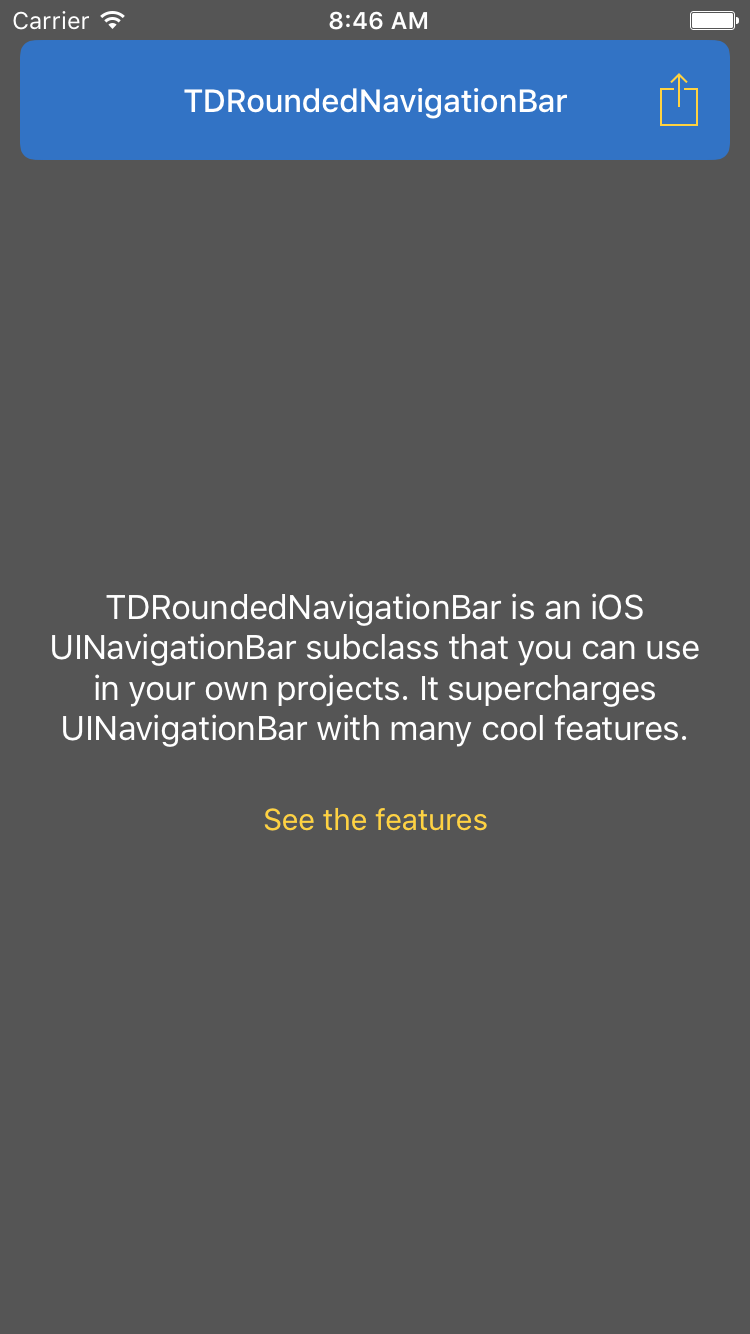 Carrier 8:46 AM
TDRoundedNavigationBar
TDRoundedNavigationBar is an iOS
UINavigationBar subclass that you can use
in your own projects. It supercharges
UINavigationBar with many cool features.
See the features